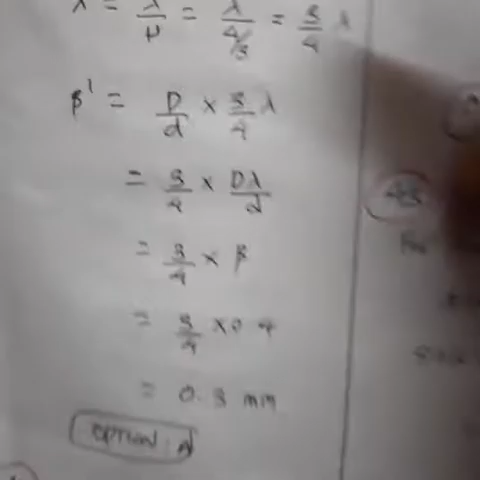 λ' = λ/μ = λ/4/3 = 3/4 λ
β' = D/d × 3/4 λ
= 3/4 × Dλ/d
= 3/4 × β
= 3/4 × 0.4
= 0.3 mm
OPTION: d
48